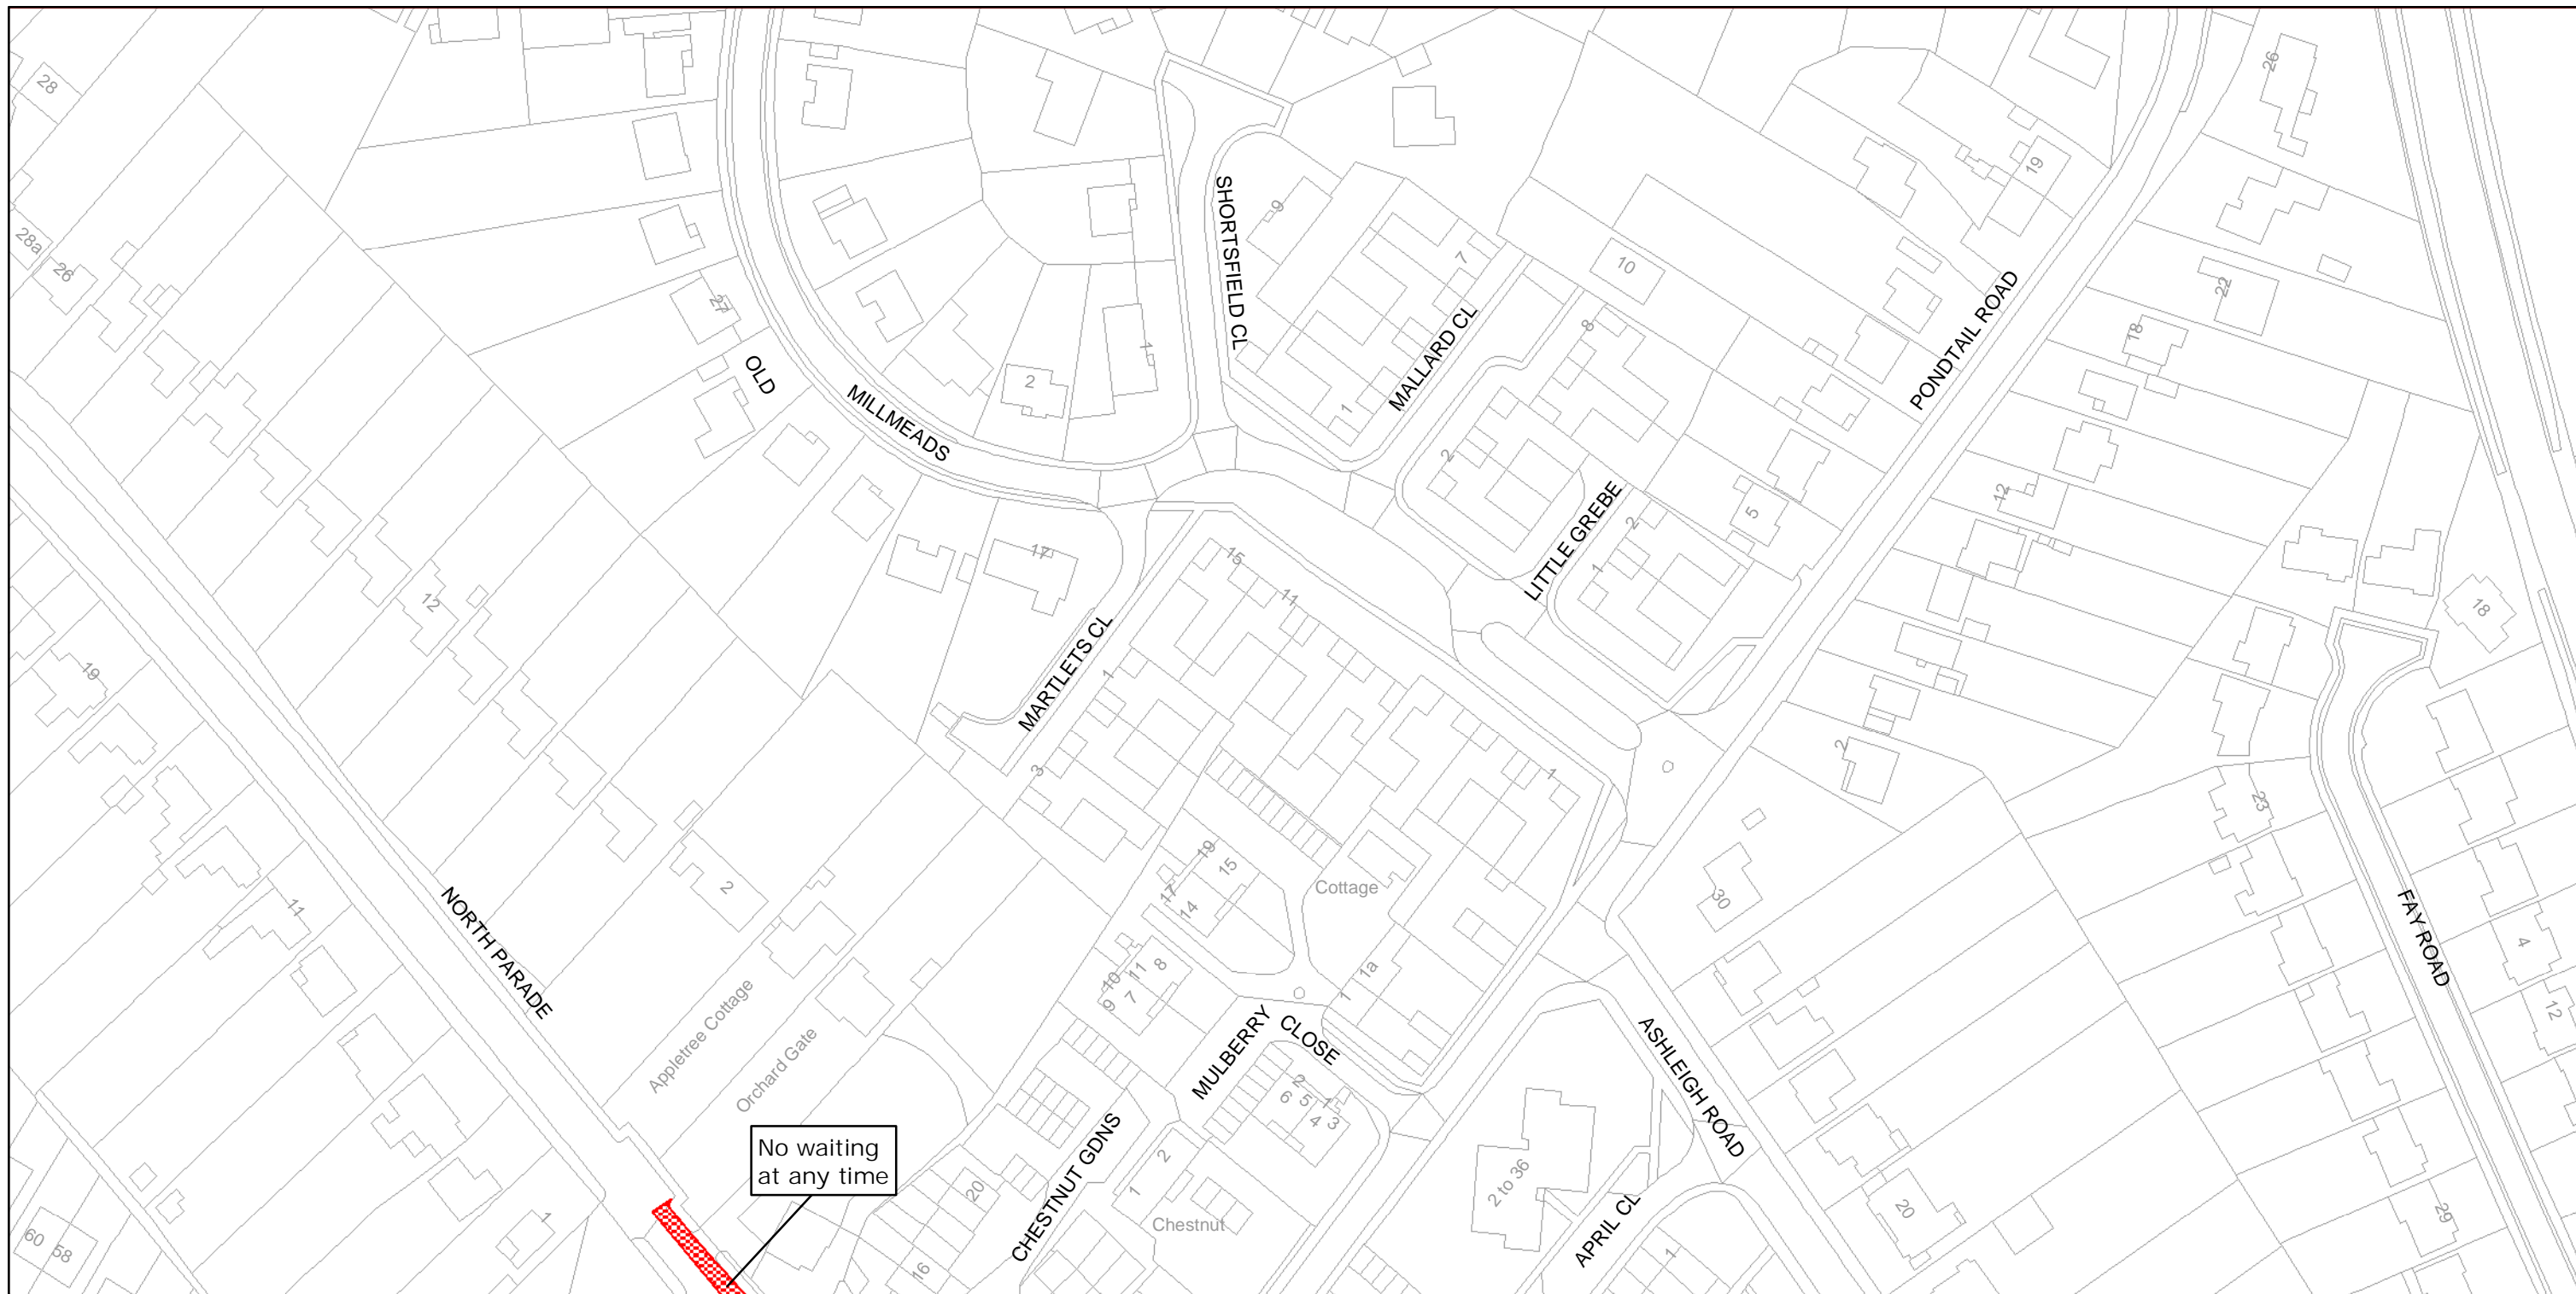 28
28a
26
27
OLD
MILLMEADS
2
1
SHORTSFIELD CL
9
7
1
MALLARD CL
10
8
2
LITTLE GREBE
2
1
5
PONDTAIL ROAD
19
26
22
18
12
2
18
23
FAY ROAD
4
12
29
17
15
11
MARTLETS CL
1
3
1
12
19
11
2
NORTH PARADE
Appletree Cottage
Orchard Gate
19
15
17
14
Cottage
10
11
8
9
7
1a
1
MULBERRY
CLOSE
2
6
5
1
4
3
CHESTNUT GDNS
2
1
20
16
Chestnut
30
ASHLEIGH ROAD
2 to 36
APRIL CL
1
20
1
60
58
No waiting
at any time